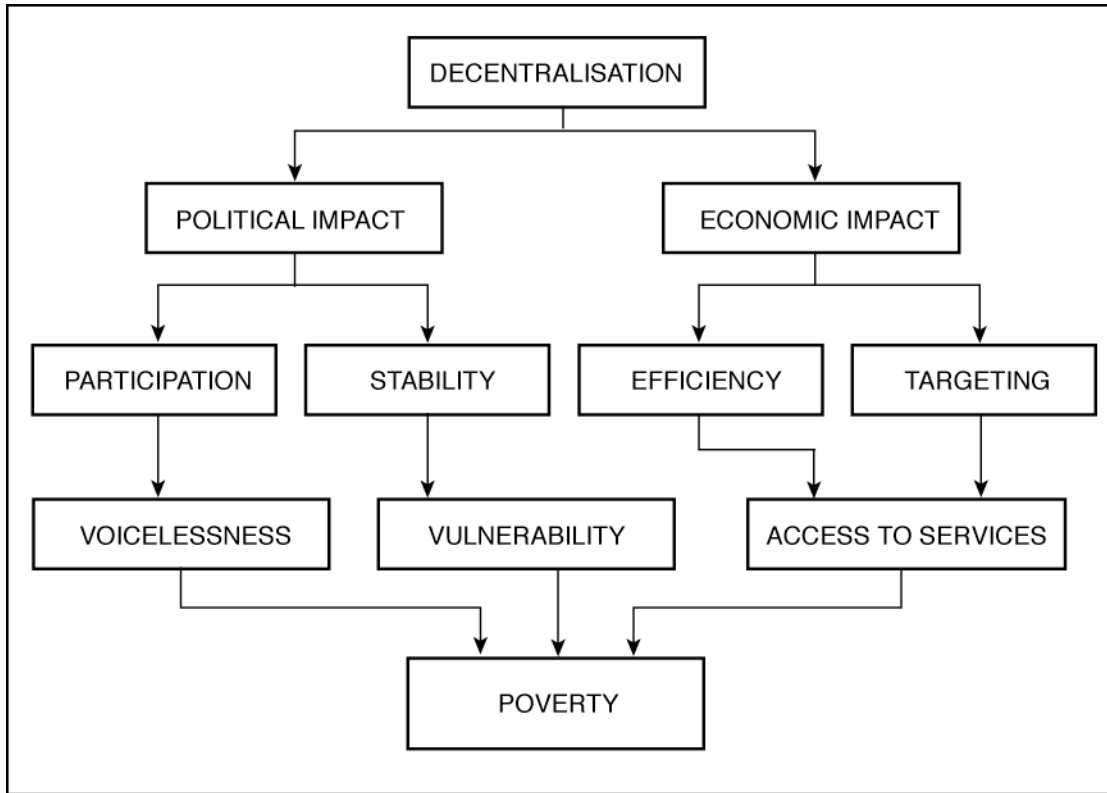 DECENTRALISATION
POLITICAL IMPACT
ECONOMIC IMPACT
PARTICIPATION
STABILITY
EFFICIENCY
TARGETING
VOICELESSNESS
VULNERABILITY
ACCESS TO SERVICES
POVERTY